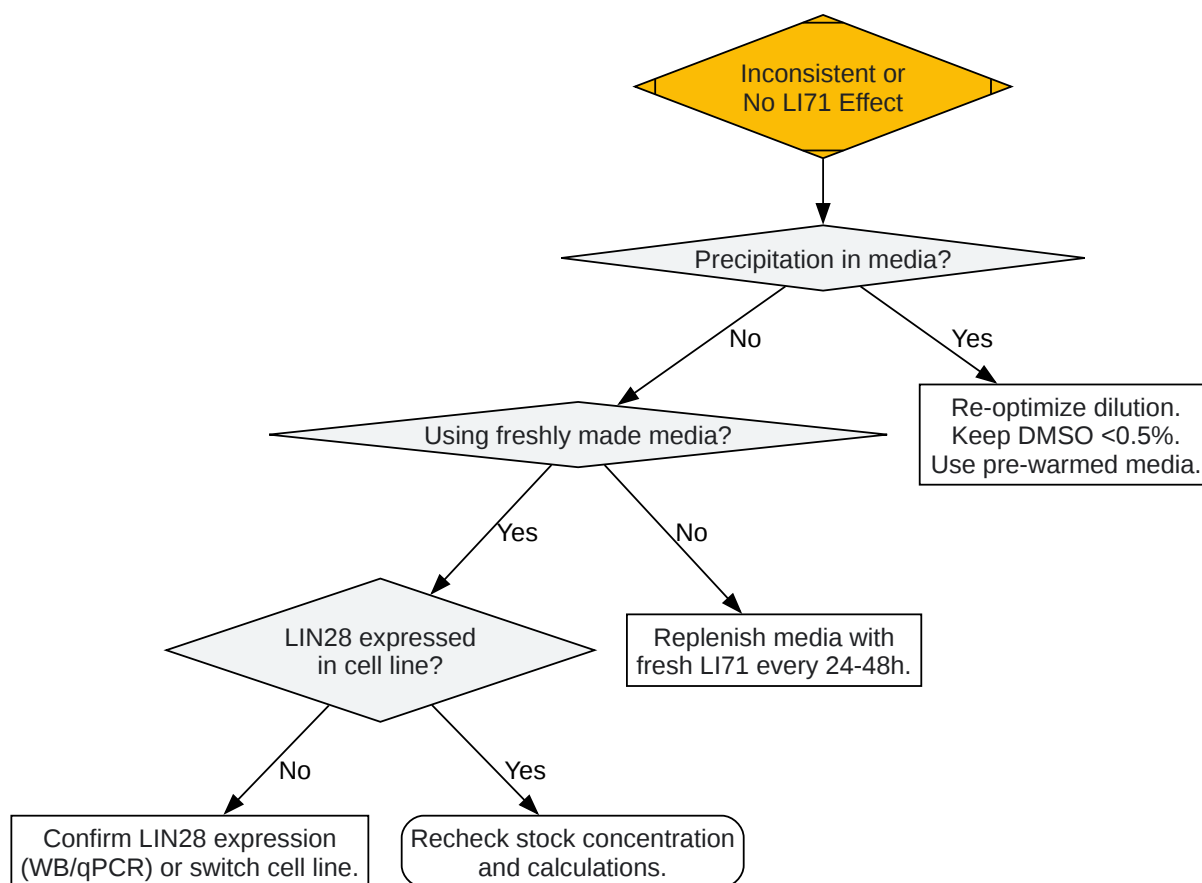 Inconsistent or
No LI71 Effect
Precipitation in media?
No
Yes
Re-optimize dilution.
Keep DMSO <0.5%.
Use pre-warmed media.
Using freshly made media?
Yes
No
LIN28 expressed
in cell line?
Replenish media with
fresh LI71 every 24-48h.
No
Yes
Confirm LIN28 expression
(WB/qPCR) or switch cell line.
Recheck stock concentration
and calculations.